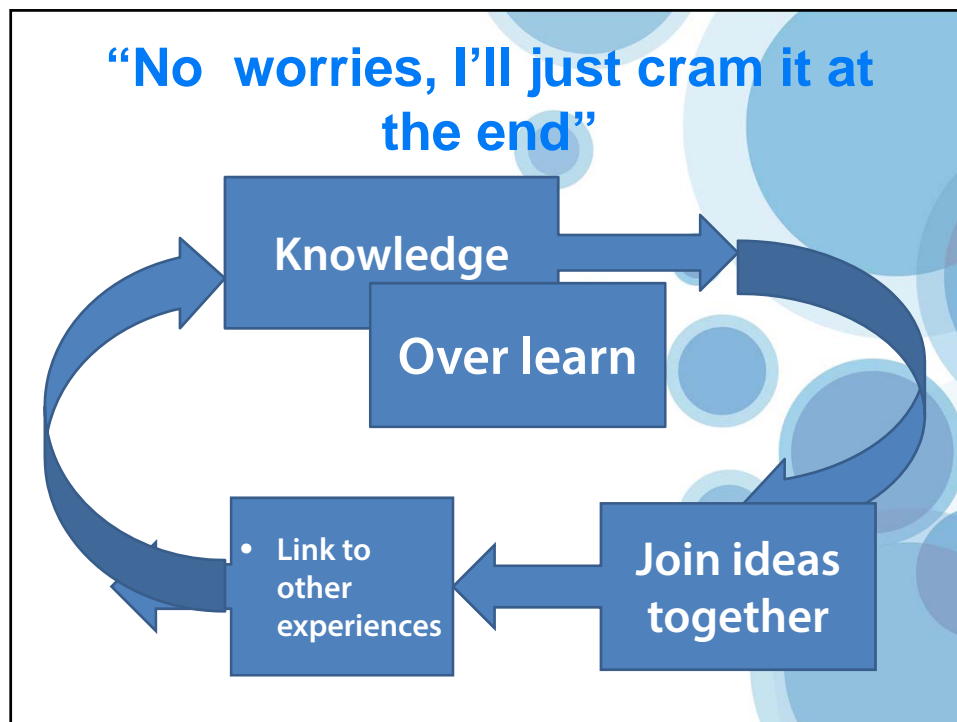 “No  worries, I’ll just cram it at
the end”
Knowledge
Over learn
• Link to
other
experiences
Join ideas
together